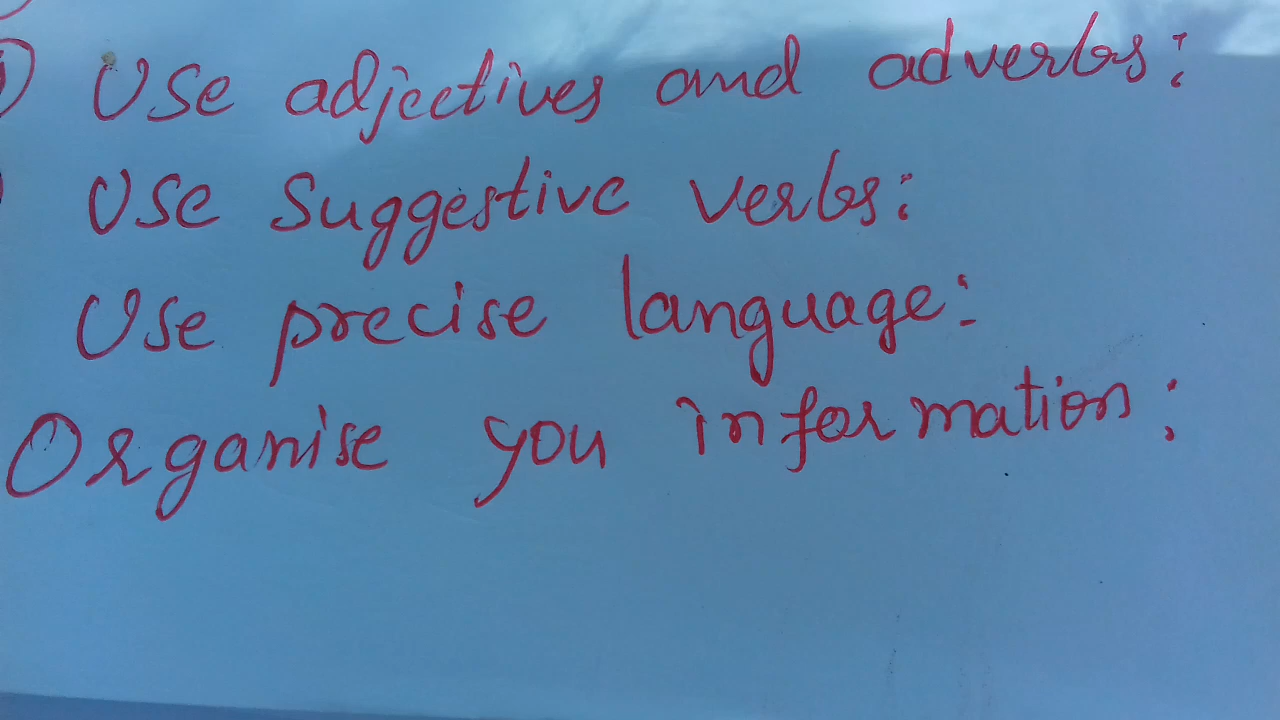 Use adjectives and adverbs:
Use suggestive verbs:
Use precise language:
Organise you information: